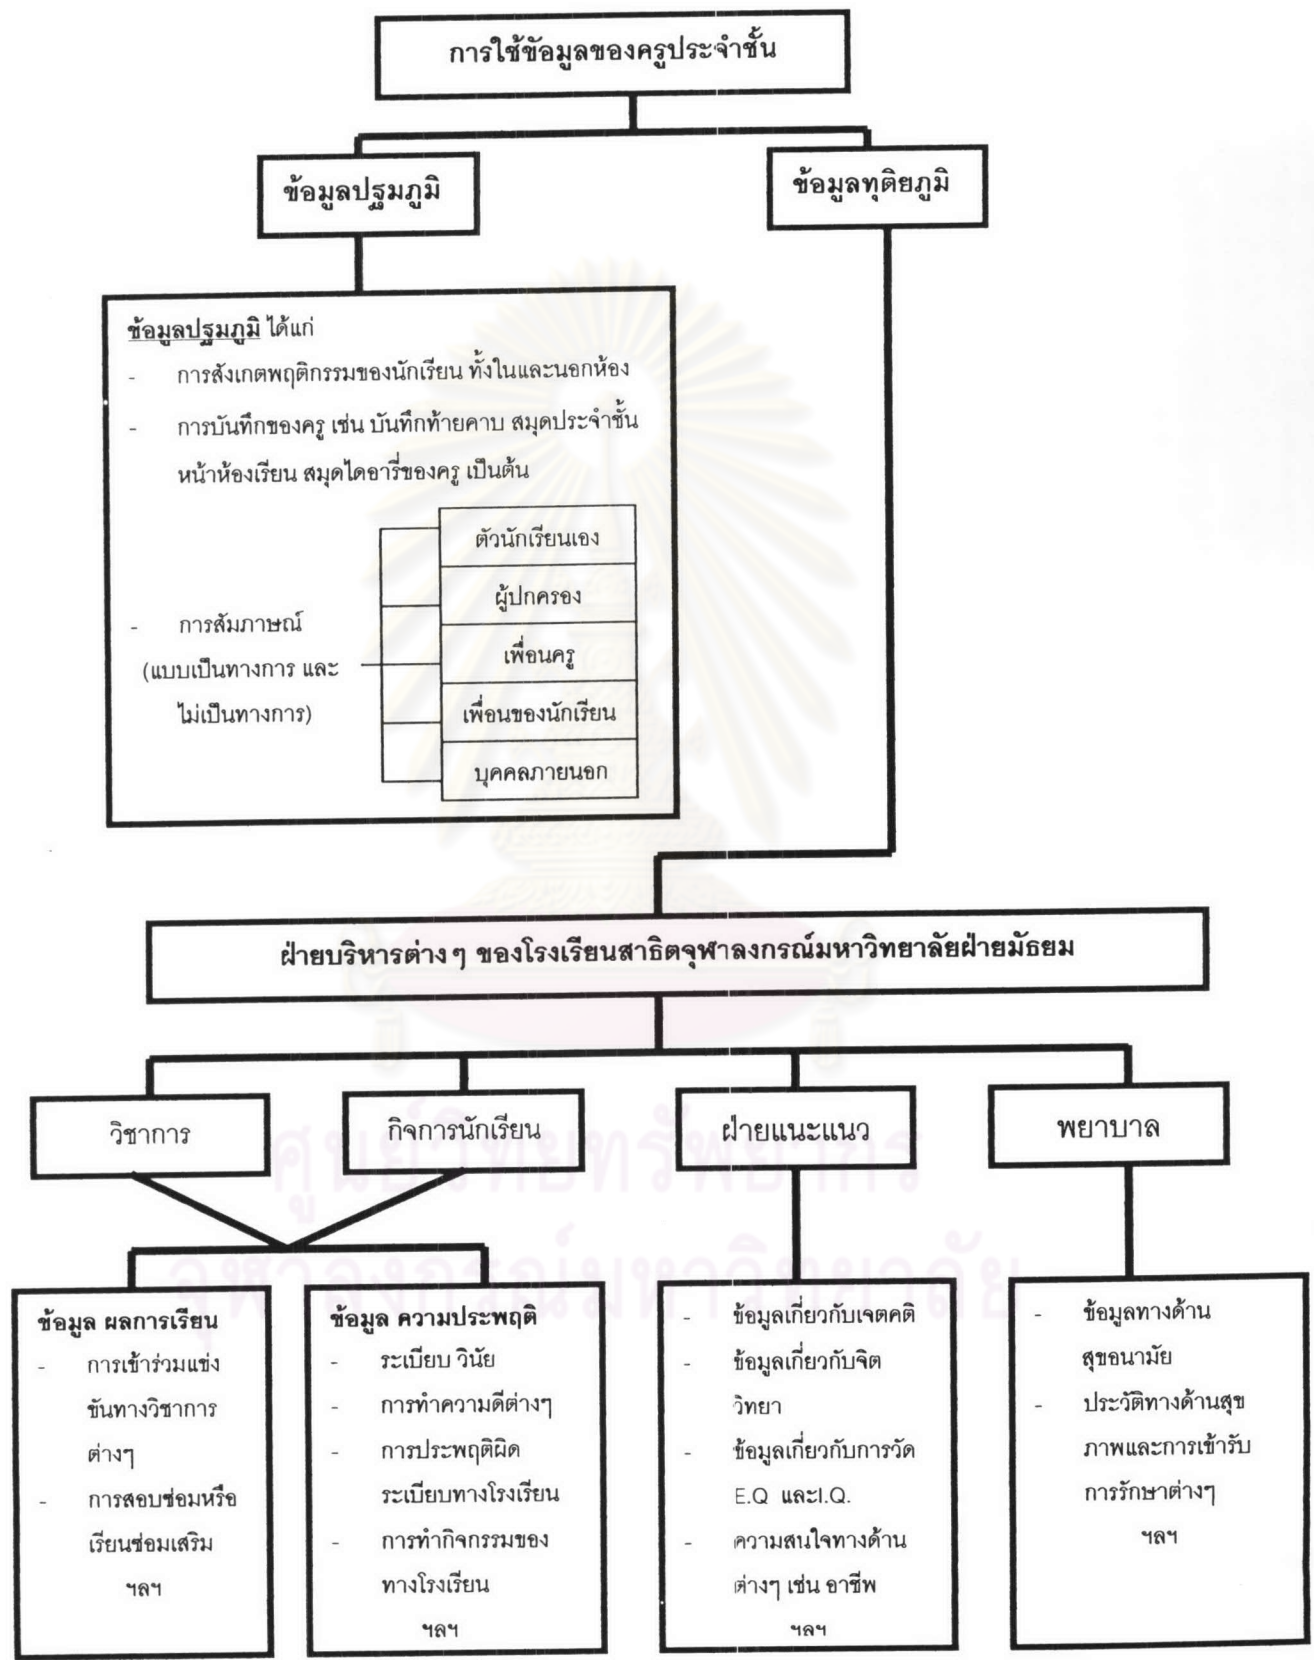 การใช้ข้อมูลของครูประจำชั้น
ข้อมูลปฐมภูมิ
ข้อมูลทุติยภูมิ
ข้อมูลปฐมภูมิ ได้แก่
- การสังเกตพฤติกรรมของนักเรียน ทั้งในและนอกห้อง
- การบันทึกของครู เช่น บันทึกท้ายคาบ สมุดประจำชั้น
หน้าห้องเรียน สมุดไดอารี่ของครู เป็นต้น
- การสัมภาษณ์
(แบบเป็นทางการ และ
ไม่เป็นทางการ)
ตัวนักเรียนเอง
ผู้ปกครอง
เพื่อนครู
เพื่อนของนักเรียน
บุคคลภายนอก
ฝ่ายบริหารต่างๆ ของโรงเรียนสาธิตจุฬาลงกรณ์มหาวิทยาลัยฝ่ายมัธยม
วิชาการ
กิจการนักเรียน
ฝ่ายแนะแนว
พยาบาล
ศูนย์วิทยทรัพยากร
จุฬาลงกรณ์มหาวิทยาลัย
ข้อมูล ผลการเรียน
- การเข้าร่วมแข่ง
ขันทางวิชาการ
ต่างๆ
- การสอบซ่อมหรือ
เรียนซ่อมเสริม
ฯลฯ
ข้อมูล ความประพฤติ
- ระเบียบ วินัย
- การทำความดีต่างๆ
- การประพฤติผิด
ระเบียบทางโรงเรียน
- การทำกิจกรรมของ
ทางโรงเรียน
ฯลฯ
- ข้อมูลเกี่ยวกับเจตคติ
- ข้อมูลเกี่ยวกับจิต
วิทยา
- ข้อมูลเกี่ยวกับการวัด
E.Q และI.Q.
- ความสนใจทางด้าน
ต่างๆ เช่น อาชีพ
ฯลฯ
- ข้อมูลทางด้าน
สุขอนามัย
- ประวัติทางด้านสุข
ภาพและการเข้ารับ
การรักษาต่างๆ
ฯลฯ